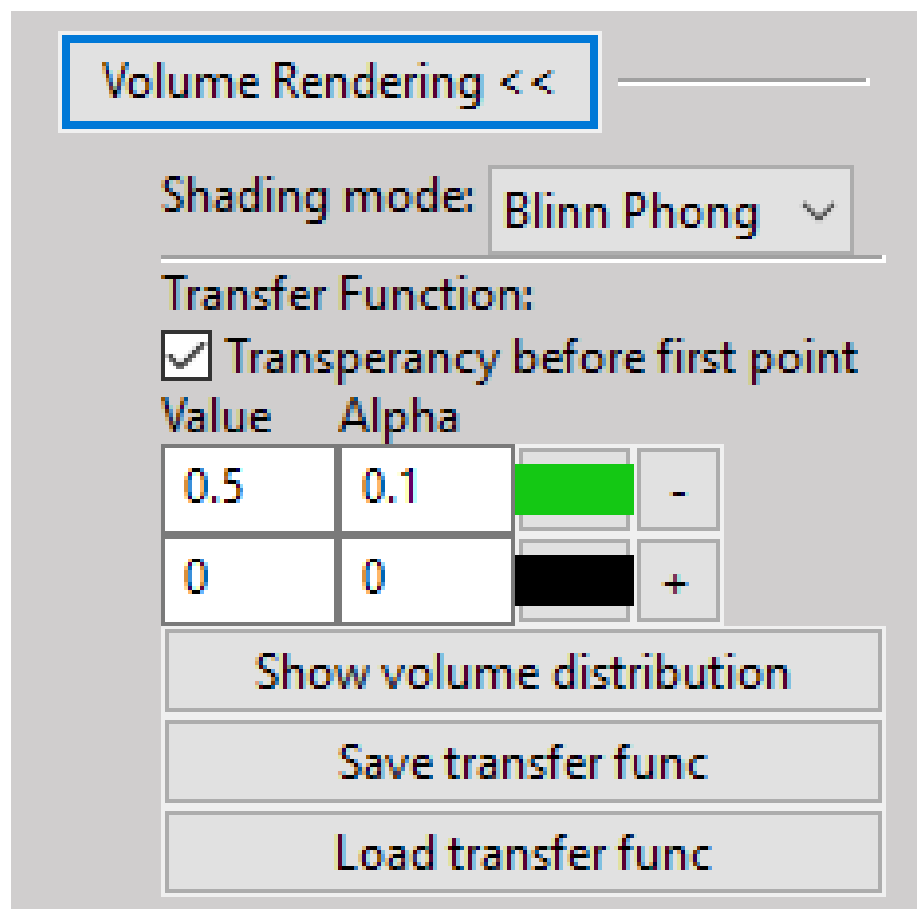 Volume Rendering <<
Shading mode: Blinn Phong
Transfer Function:
Transperancy before first point
Value Alpha
0.5 0.1 -
0 0 +
Show volume distribution
Save transfer func
Load transfer func